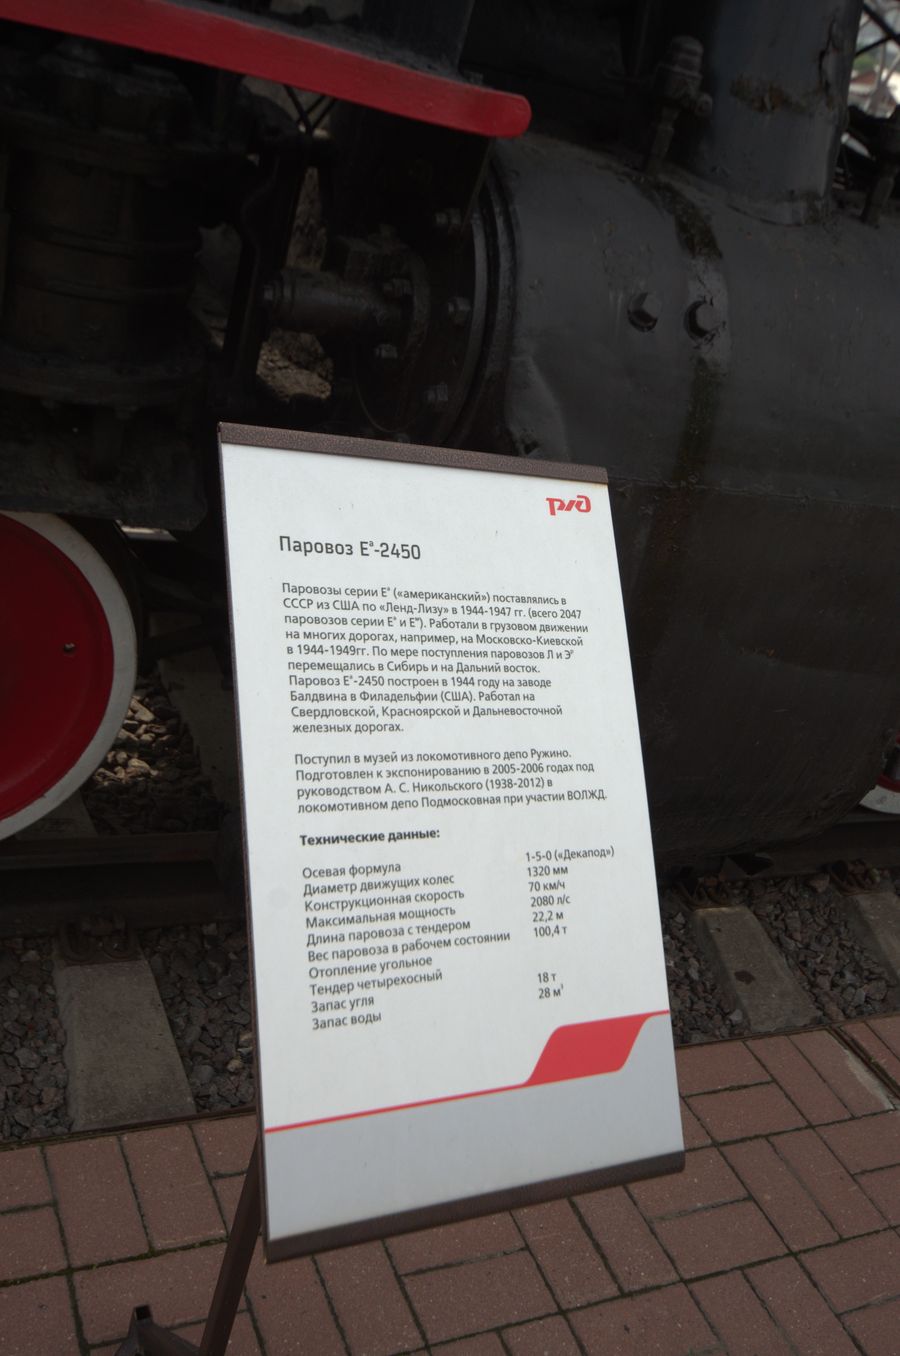 РЖД
Паровоз Еᵃ-2450
Паровозы серии Еᵃ («американский») поставлялись в
СССР из США по «Ленд-Лизу» в 1944-1947 гг. (всего 2047
паровозов серии Еᵃ и Еᵐ). Работали в грузовом движении
на многих дорогах, например, на Московско-Киевской
в 1944-1949гг. По мере поступления паровозов Л и Эᵖ
перемещались в Сибирь и на Дальний восток.
Паровоз Еᵃ-2450 построен в 1944 году на заводе
Балдвина в Филадельфии (США). Работал на
Свердловской, Красноярской и Дальневосточной
железных дорогах.
Поступил в музей из локомотивного депо Ружино.
Подготовлен к экспонированию в 2005-2006 годах под
руководством А. С. Никольского (1938-2012) в
локомотивном депо Подмосковная при участии ВОЛЖД.
Технические данные:
Осевая формула 1-5-0 («Декапод»)
Диаметр движущих колес 1320 мм
Конструкционная скорость 70 км/ч
Максимальная мощность 2080 л/с
Длина паровоза с тендером 22,2 м
Вес паровоза в рабочем состоянии 100,4 т
Отопление угольное
Тендер четырехосный
Запас угля 18 т
Запас воды 28 м³